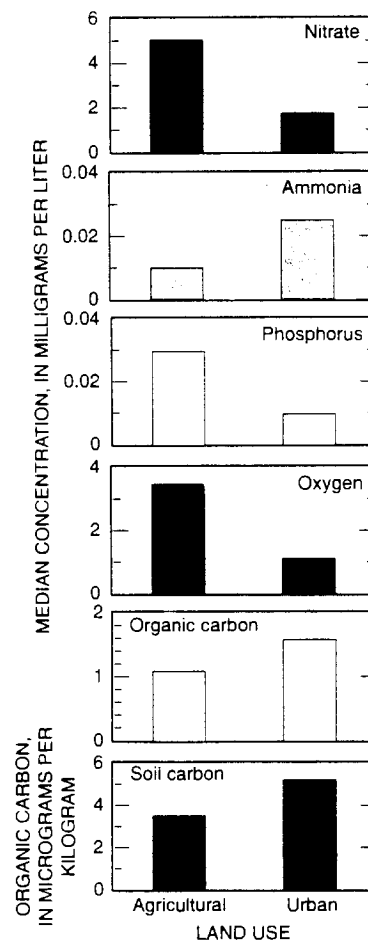 MEDIAN CONCENTRATION, IN MILLIGRAMS PER LITER
6
4
2
0
Nitrate
0.04
0.02
0
Ammonia
0.04
0.02
0
Phosphorus
4
2
0
Oxygen
2
1
0
Organic carbon
ORGANIC CARBON,
IN MICROGRAMS PER
KILOGRAM
6
4
2
0
Soil carbon
Agricultural Urban
LAND USE